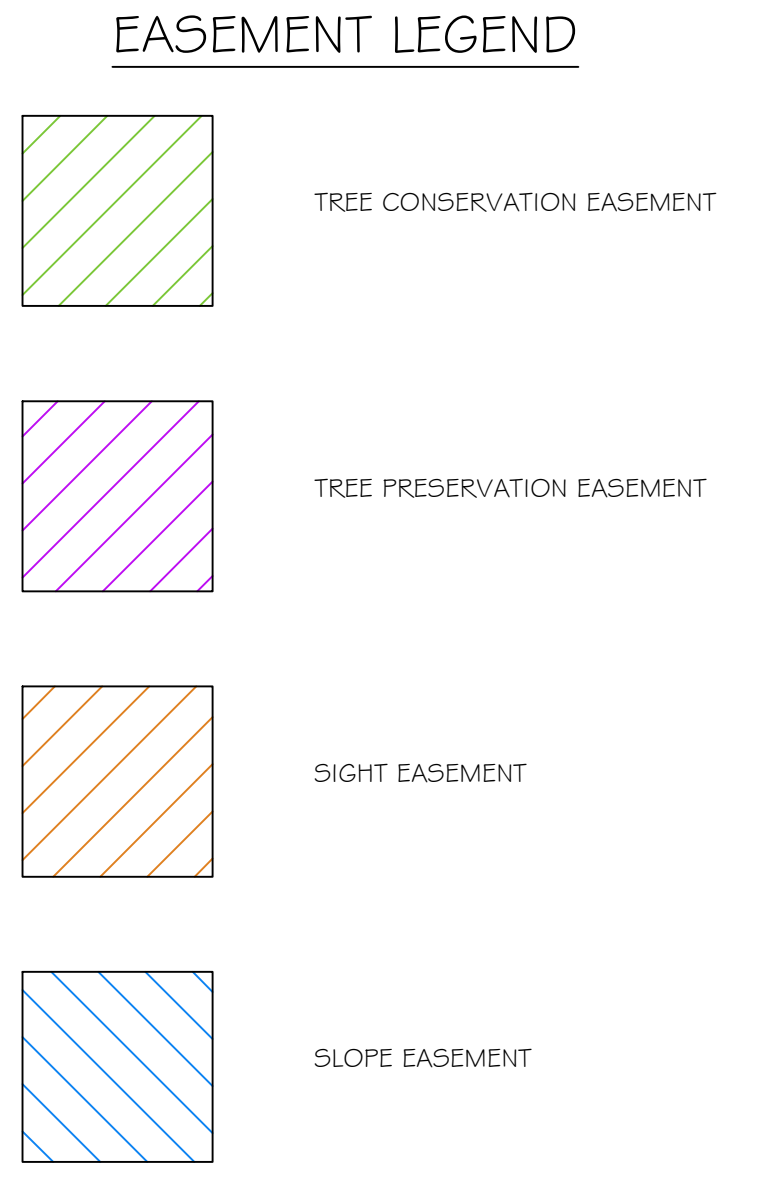 EASEMENT LEGEND
TREE CONSERVATION EASEMENT
TREE PRESERVATION EASEMENT
SIGHT EASEMENT
SLOPE EASEMENT